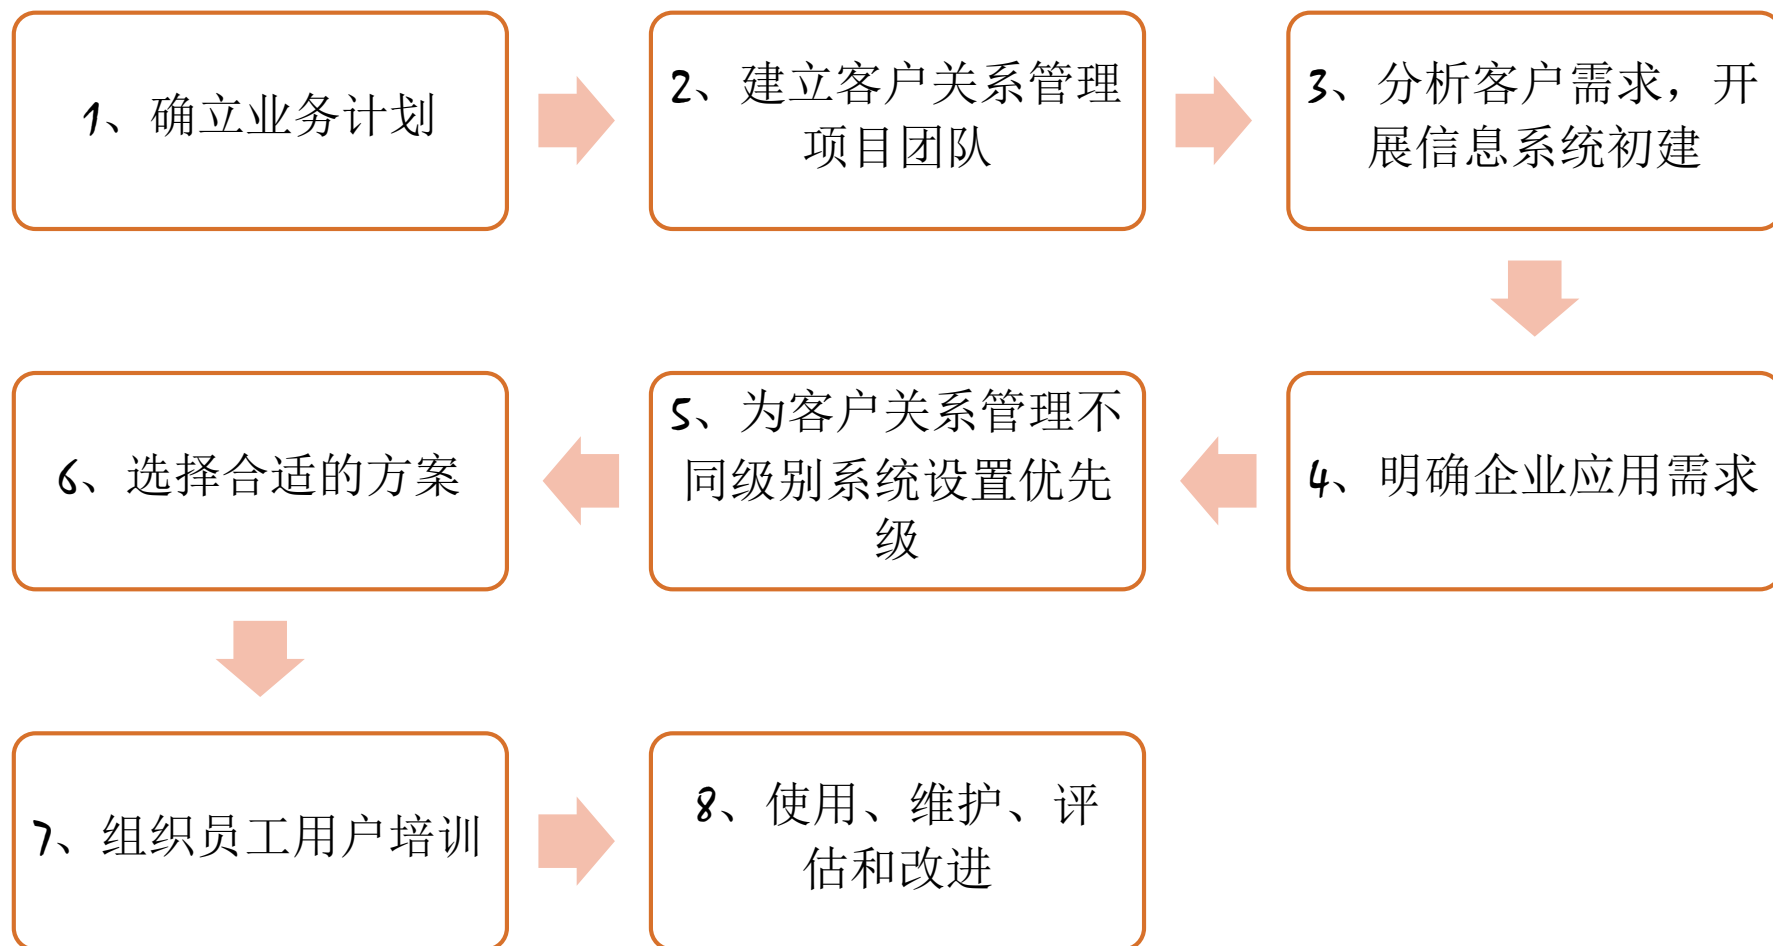 1、确立业务计划
2、建立客户关系管理
项目团队
3、分析客户需求，开
展信息系统初建
4、明确企业应用需求
5、为客户关系管理不
同级别系统设置优先
级
6、选择合适的方案
7、组织员工用户培训
8、使用、维护、评
估和改进